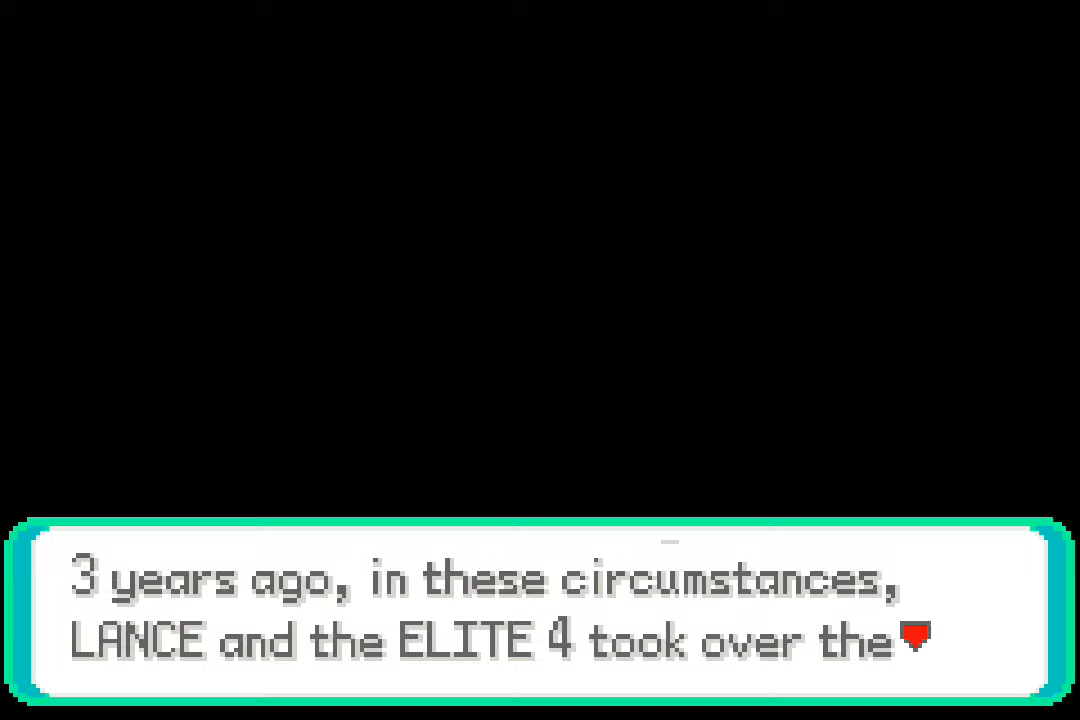 3 years ago, in these circumstances,
LANCE and the ELITE 4 took over the